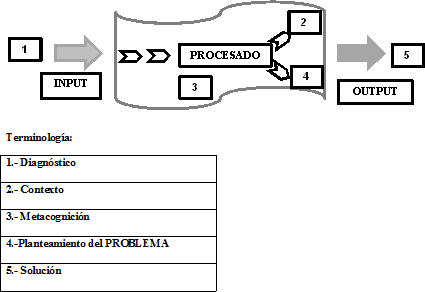 2
1
PROCESADO
5
INPUT
3
4
OUTPUT
Terminología:
1.- Diagnóstico
2.- Contexto
3.- Metacognición
4.-Planteamiento del PROBLEMA
5.- Solución